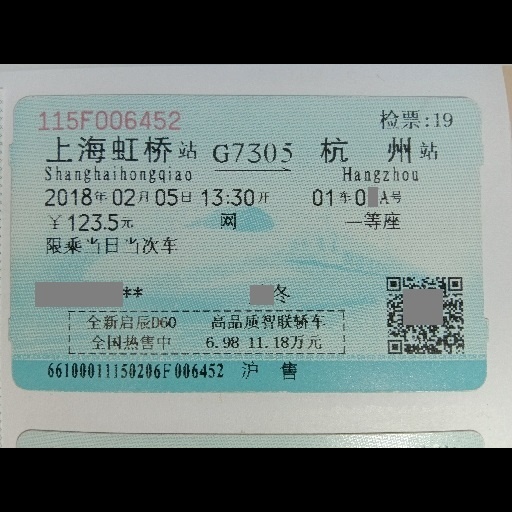 115F006452 检票:19
上海虹桥站 G7305 杭州站
Shanghaihongqiao Hangzhou
2018年02月05日 13:30开 01车0 A号
￥123.5元 网 一等座
限乘当日当次车
** 冬
全新启辰D60 高品质智联轿车
全国热售中 6.98-11.18万元
66100011150206F006452 沪售